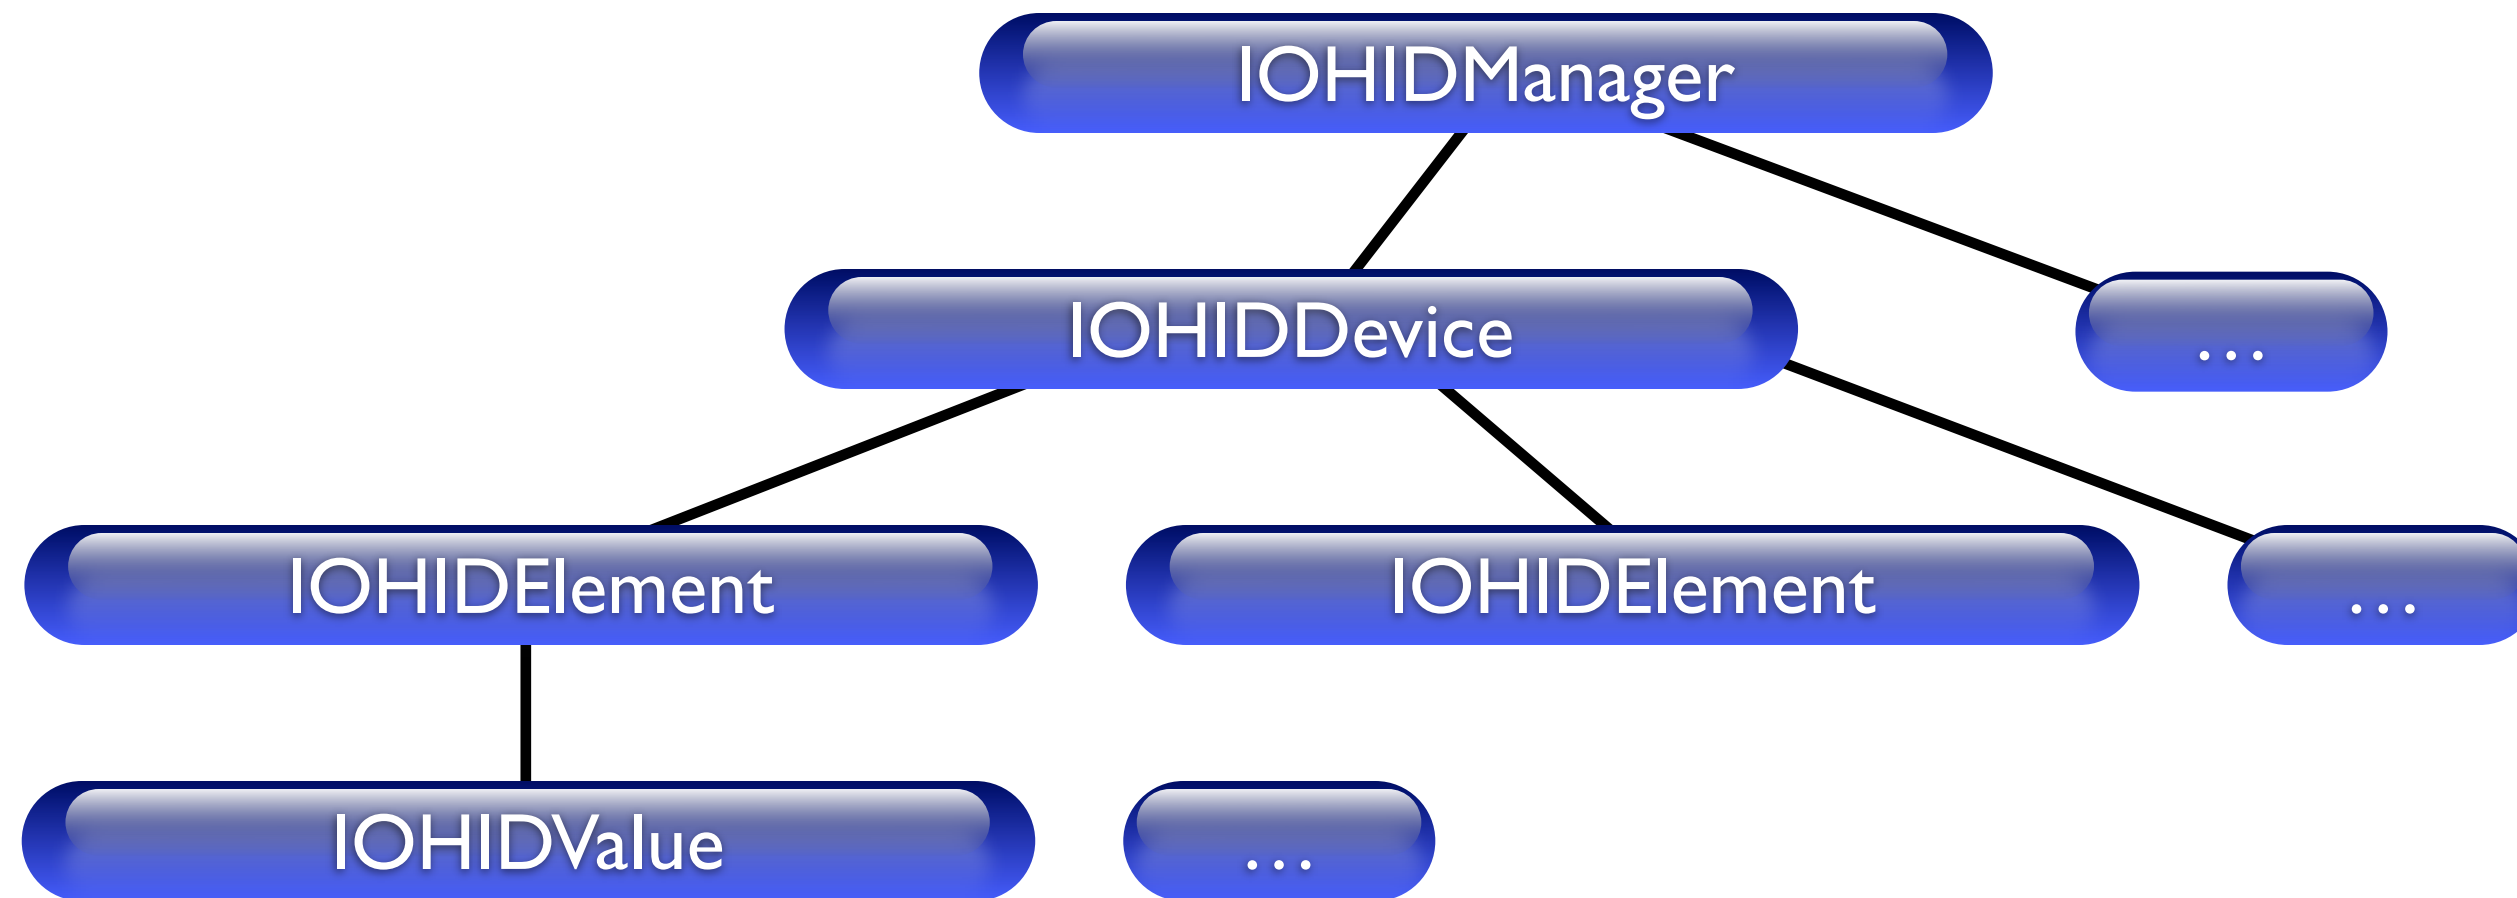 IOHIDManager
IOHIDDevice
...
IOHIDElement
IOHIDElement
...
IOHIDValue
...